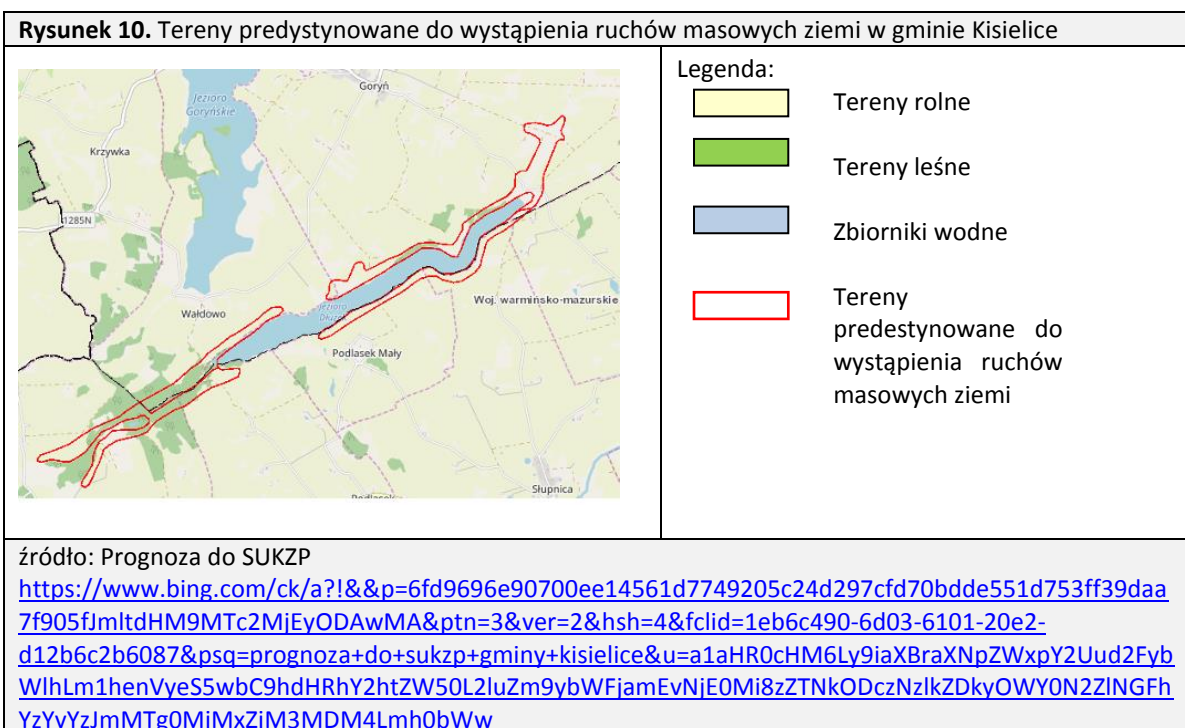 Rysunek 10. Tereny predystynowane do wystąpienia ruchów masowych ziemi w gminie Kisielice
Goryń
Jezioro
Goryńskie
Krzywka
1285N
Wałdowo
Woj. warmińsko-mazurskie
Jezioro
Podlasek Mały
Słupnica
Legenda:
Tereny rolne
Tereny leśne
Zbiorniki wodne
Tereny
predestynowane do
wystąpienia ruchów
masowych ziemi
źródło: Prognoza do SUKZP
https://www.bing.com/ck/a?!&&p=6fd9696e90700ee14561d7749205c24d297cfd70bdde551d753ff39daa
7f905fJmltdHM9MTc2MjEyODAwMA&ptn=3&ver=2&hsh=4&fclid=1eb6c490-6d03-6101-20e2-
d12b6c2b6087&psq=prognoza+do+sukzp+gminy+kisielice&u=a1aHR0cHM6Ly9iaXBraXNpZWxpY2Uud2Fyb
WlhLm1henVyeS5wbC9hdHRhY2htZW50L2luZm9ybWFjamEvNjE0Mi8zZTNkODczNzlkZDkyOWY0N2ZlNGFh
YzYyYzJmMTg0MjMxZjM3MDM4Lmh0bWw